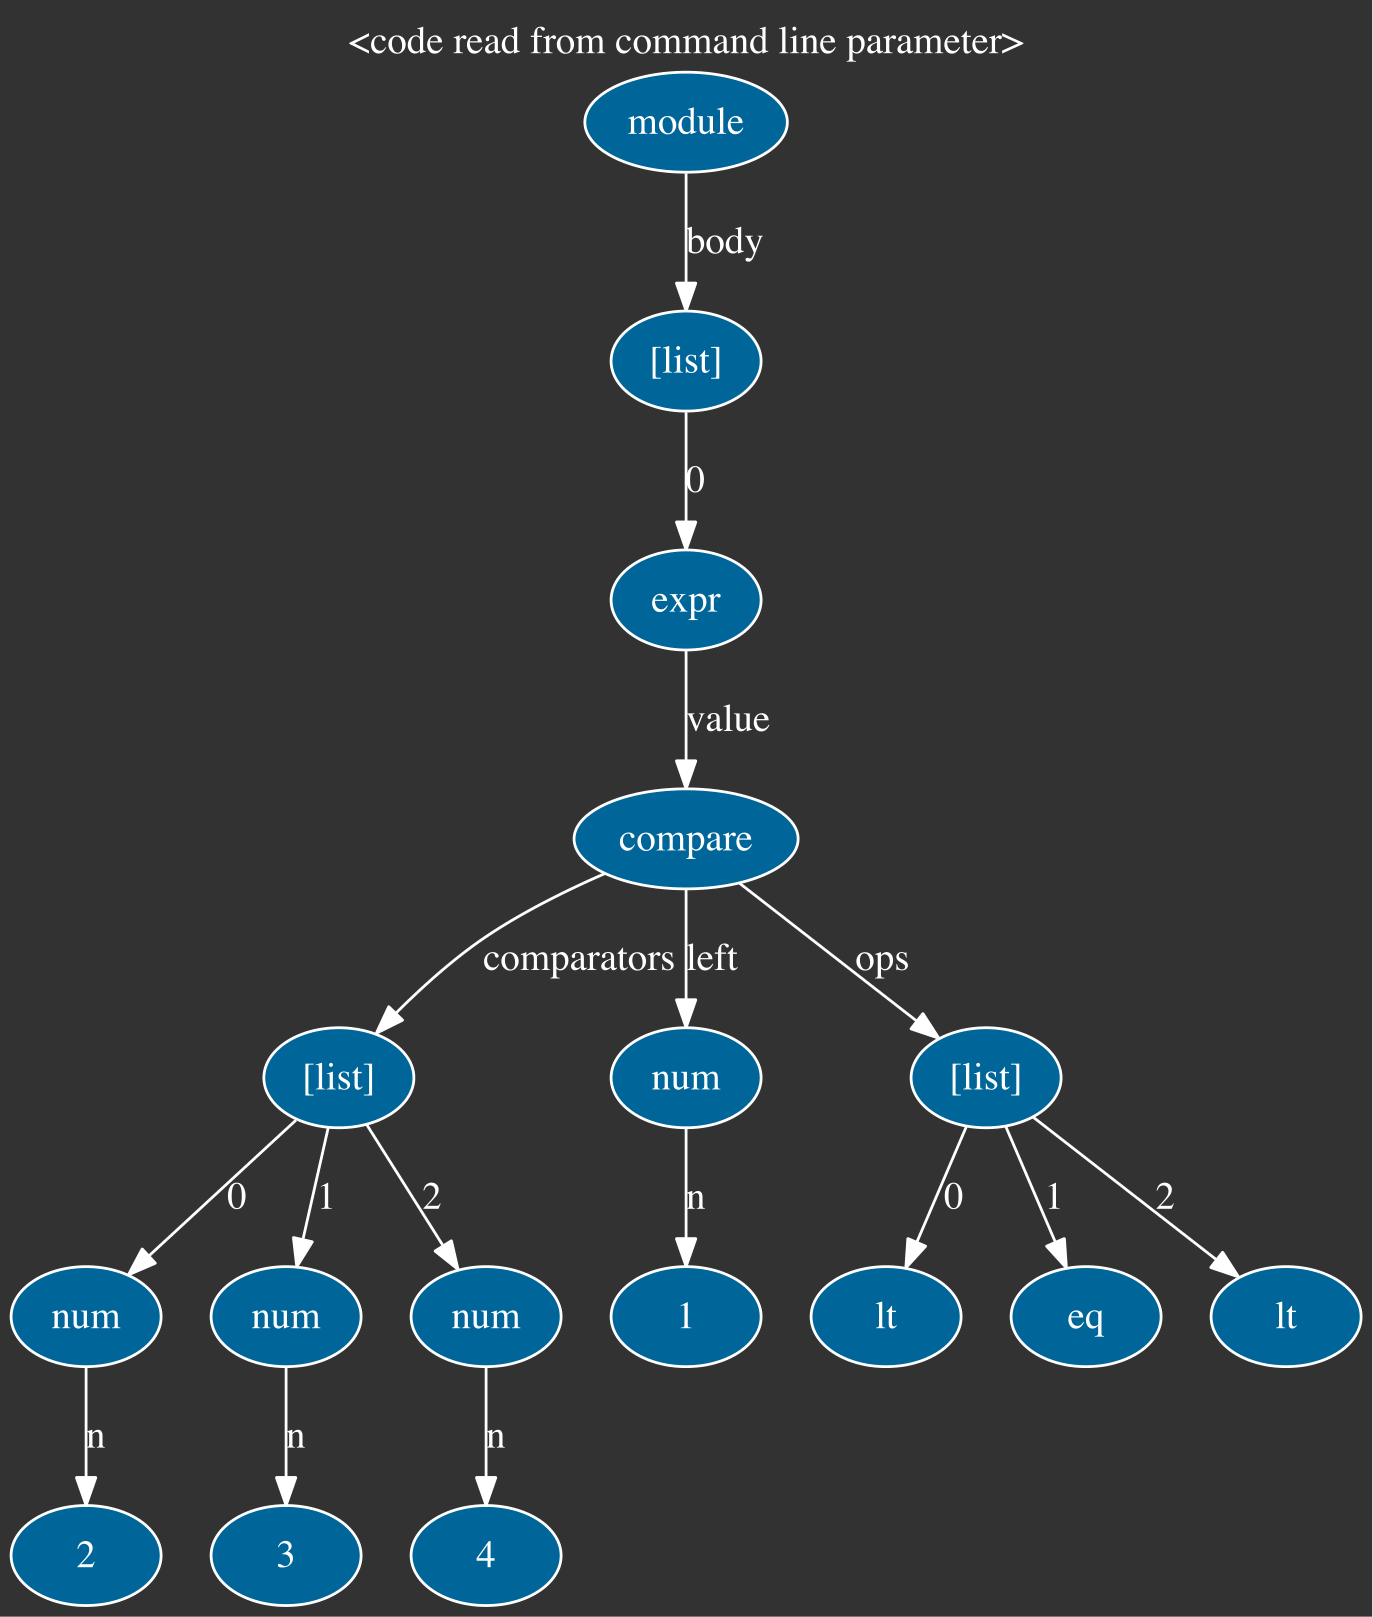 <code read from command line parameter>
module
body
[list]
0
expr
value
compare
comparators left ops
[list] num [list]
0 1 2 n 0 1 2
num num num 1 lt eq lt
n n n
2 3 4